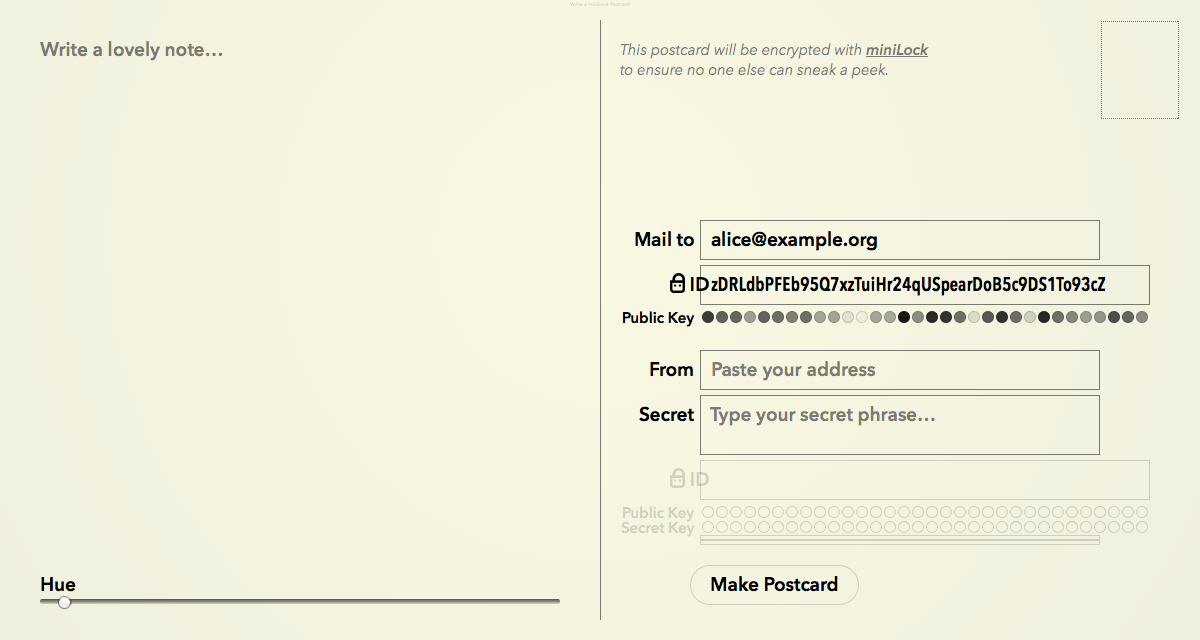 Write a miniLock Postcard
Write a lovely note…
This postcard will be encrypted with miniLock
to ensure no one else can sneak a peek.
Mail to alice@example.org
ID zDRLdbPFEb95Q7xzTuiHr24qUSpearDoB5c9DS1To93cZ
Public Key
From Paste your address
Secret Type your secret phrase…
ID
Public Key
Secret Key
Hue
Make Postcard